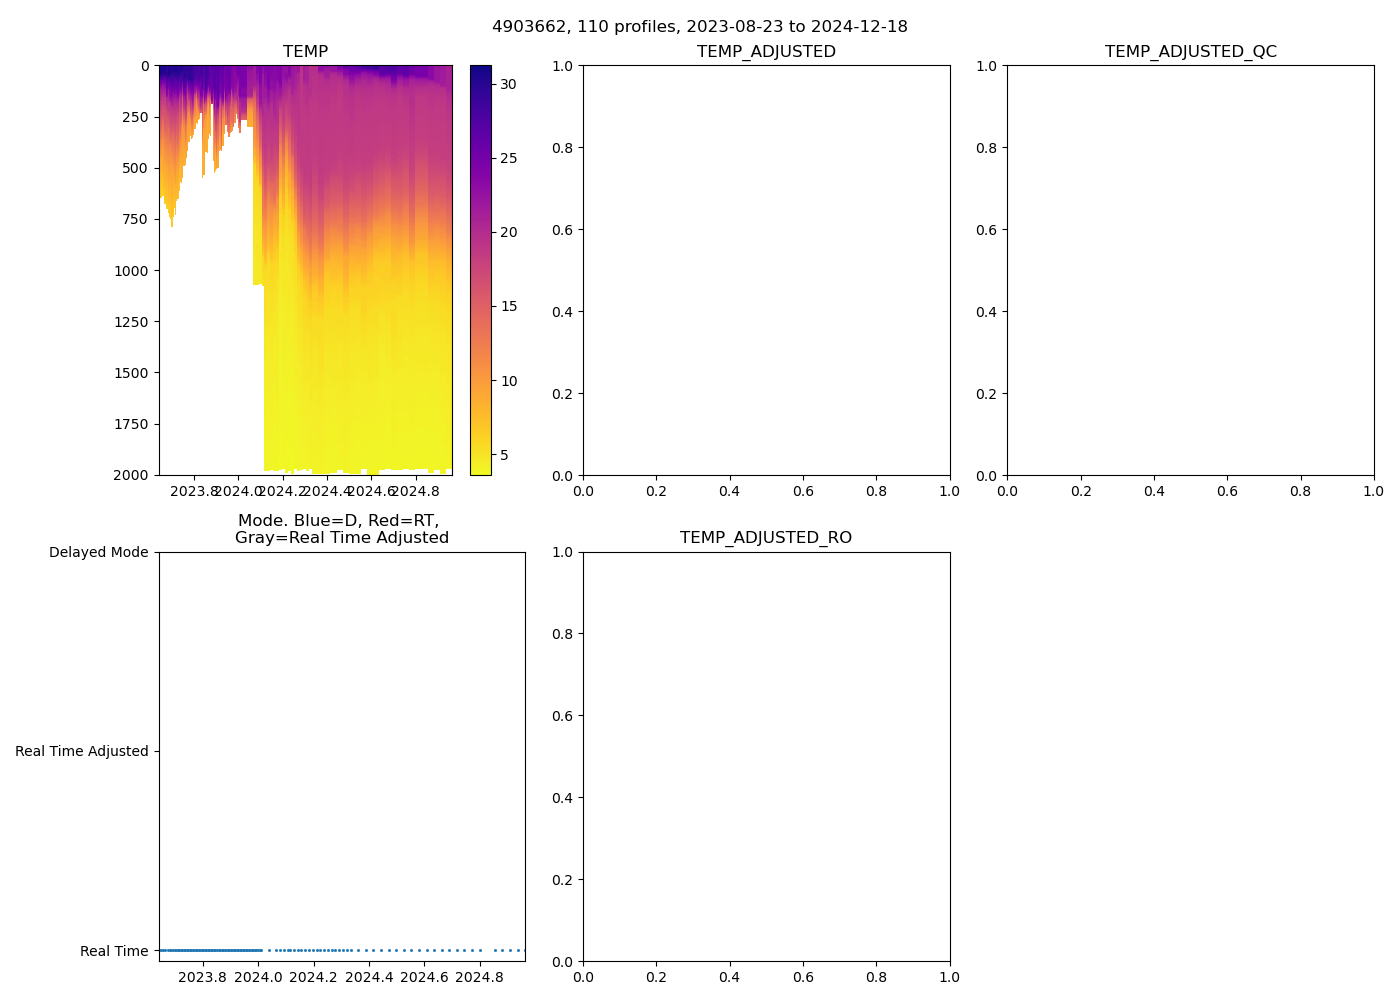 4903662, 110 profiles, 2023-08-23 to 2024-12-18
TEMP
0
250
500
750
1000
1250
1500
1750
2000
2023.8
2024.0
2024.2
2024.4
2024.6
2024.8
30
25
20
15
10
5
TEMP_ADJUSTED
1.0
0.8
0.6
0.4
0.2
0.0
0.0 0.2 0.4 0.6 0.8 1.0
TEMP_ADJUSTED_QC
1.0
0.8
0.6
0.4
0.2
0.0
0.0 0.2 0.4 0.6 0.8 1.0
Mode. Blue=D, Red=RT,
Gray=Real Time Adjusted
Delayed Mode
Real Time Adjusted
Real Time
2023.8 2024.0 2024.2 2024.4 2024.6 2024.8
TEMP_ADJUSTED_RO
1.0
0.8
0.6
0.4
0.2
0.0
0.0 0.2 0.4 0.6 0.8 1.0